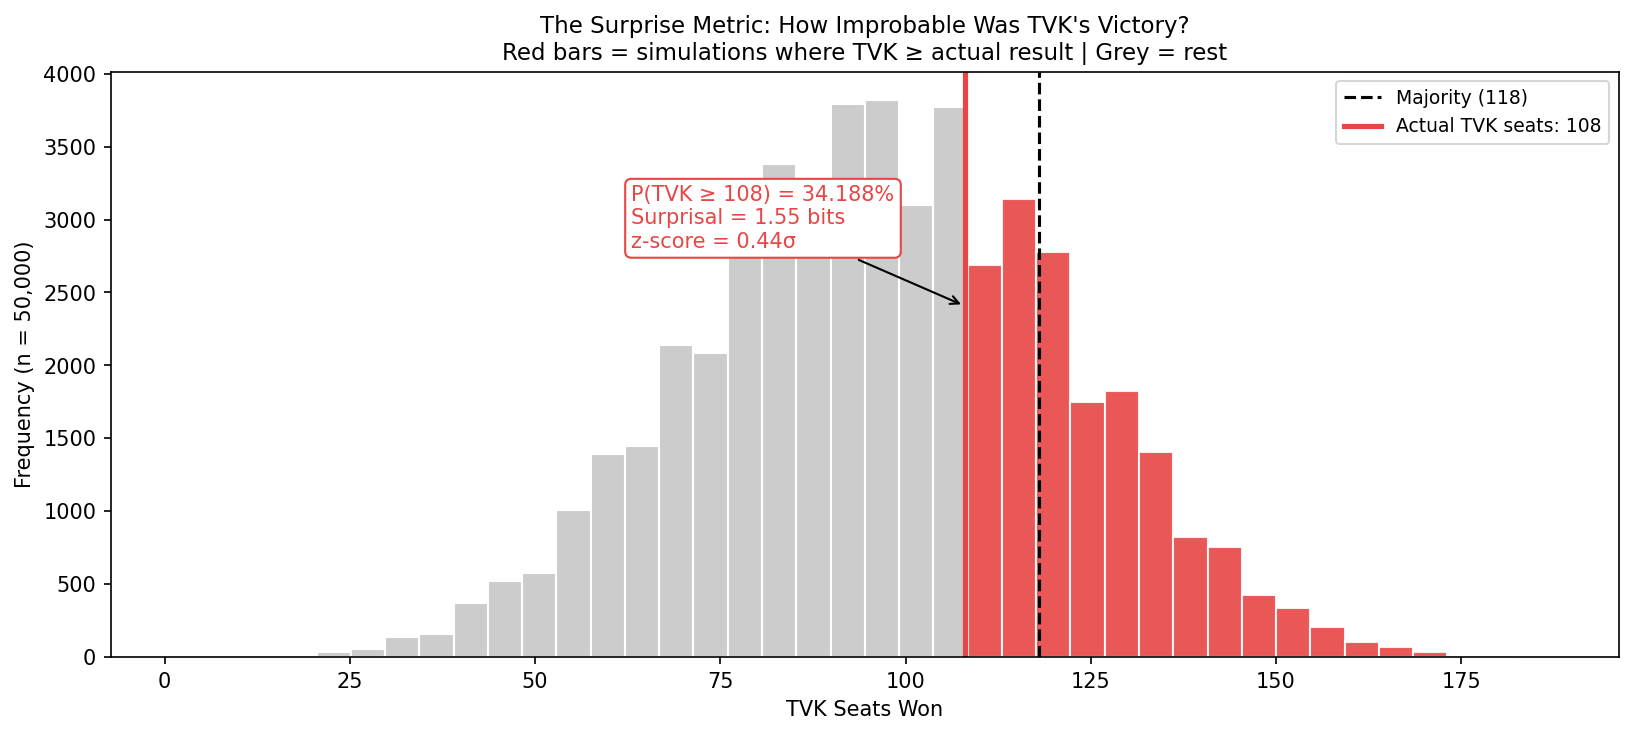 The Surprise Metric: How Improbable Was TVK's Victory?
Red bars = simulations where TVK ≥ actual result | Grey = rest
Majority (118)
Actual TVK seats: 108
P(TVK ≥ 108) = 34.188%
Surprisal = 1.55 bits
z-score = 0.44σ
Frequency (n = 50,000)
4000
3500
3000
2500
2000
1500
1000
500
0
0 25 50 75 100 125 150 175
TVK Seats Won